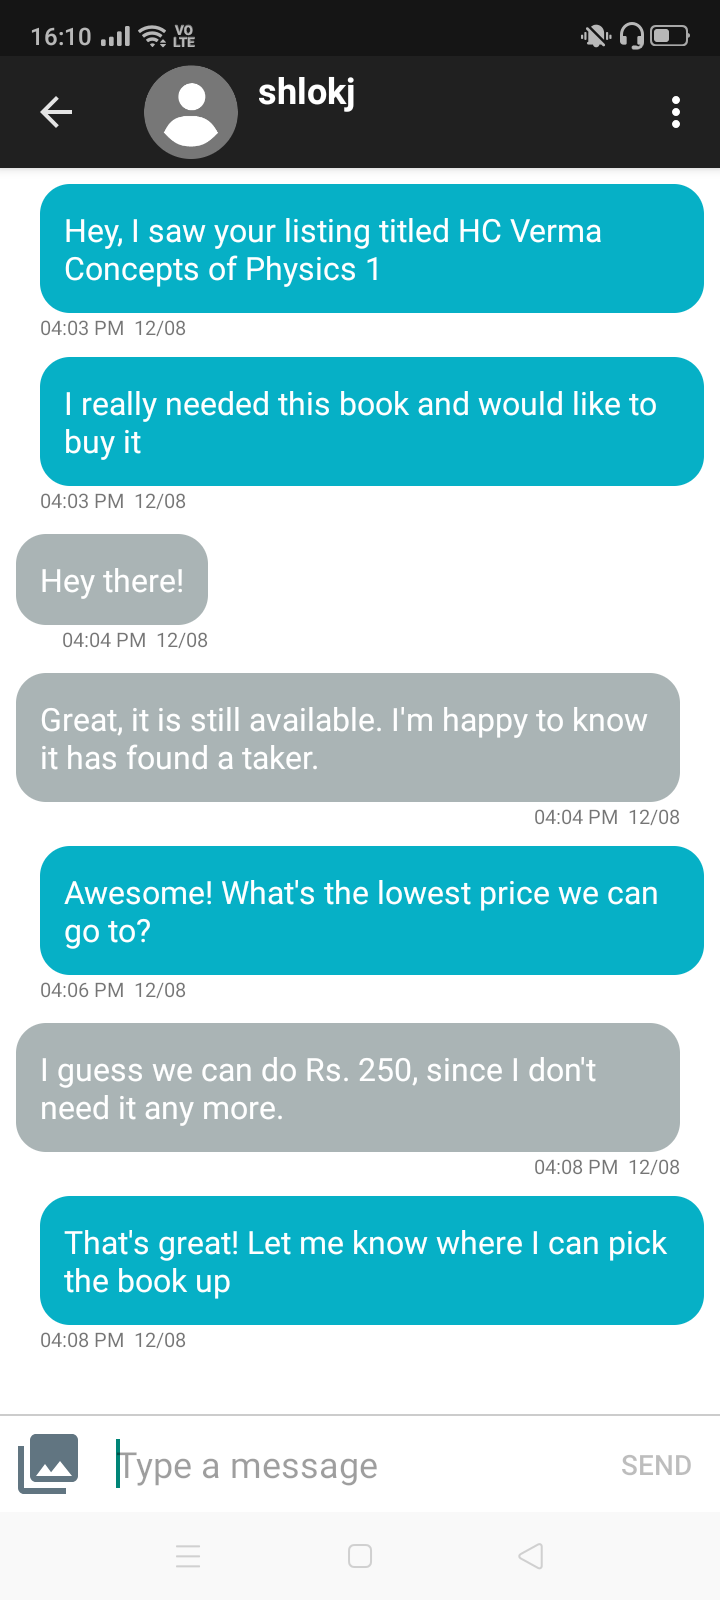 16:10 VO LTE
shlokj
Hey, I saw your listing titled HC Verma
Concepts of Physics 1
04:03 PM 12/08
I really needed this book and would like to
buy it
04:03 PM 12/08
Hey there!
04:04 PM 12/08
Great, it is still available. I'm happy to know
it has found a taker.
04:04 PM 12/08
Awesome! What's the lowest price we can
go to?
04:06 PM 12/08
I guess we can do Rs. 250, since I don't
need it any more.
04:08 PM 12/08
That's great! Let me know where I can pick
the book up
04:08 PM 12/08
Type a message SEND